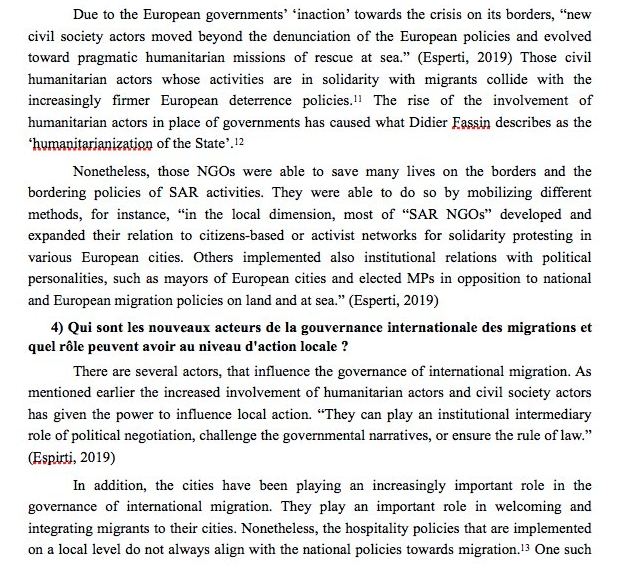 Due to the European governments’ ‘inaction’ towards the crisis on its borders, “new
civil society actors moved beyond the denunciation of the European policies and evolved
toward pragmatic humanitarian missions of rescue at sea.” (Esperti, 2019) Those civil
humanitarian actors whose activities are in solidarity with migrants collide with the
increasingly firmer European deterrence policies.11 The rise of the involvement of
humanitarian actors in place of governments has caused what Didier Fassin describes as the
‘humanitarianization of the State’.12
Nonetheless, those NGOs were able to save many lives on the borders and the
bordering policies of SAR activities. They were able to do so by mobilizing different
methods, for instance, “in the local dimension, most of “SAR NGOs” developed and
expanded their relation to citizens-based or activist networks for solidarity protesting in
various European cities. Others implemented also institutional relations with political
personalities, such as mayors of European cities and elected MPs in opposition to national
and European migration policies on land and at sea.” (Esperti, 2019)
4) Qui sont les nouveaux acteurs de la gouvernance internationale des migrations et
quel rôle peuvent avoir au niveau d'action locale ?
There are several actors, that influence the governance of international migration. As
mentioned earlier the increased involvement of humanitarian actors and civil society actors
has given the power to influence local action. “They can play an institutional intermediary
role of political negotiation, challenge the governmental narratives, or ensure the rule of law.”
(Espirti, 2019)
In addition, the cities have been playing an increasingly important role in the
governance of international migration. They play an important role in welcoming and
integrating migrants to their cities. Nonetheless, the hospitality policies that are implemented
on a local level do not always align with the national policies towards migration.13 One such